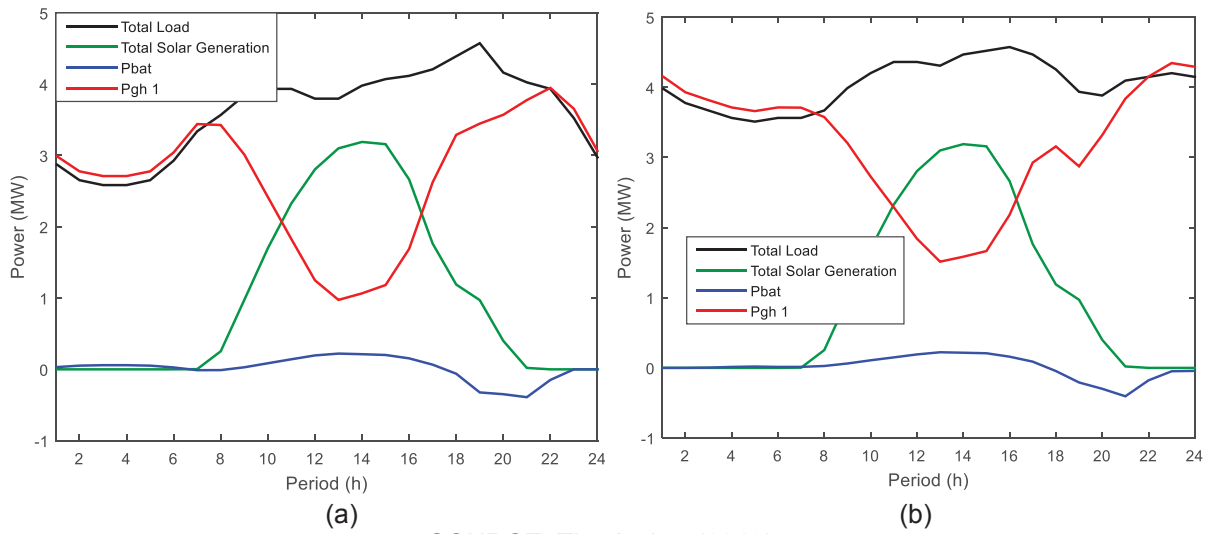 5
4
3
2
1
0
-1
Power (MW)
Total Load
Total Solar Generation
Pbat
Pgh 1
2 4 6 8 10 12 14 16 18 20 22 24
Period (h)
(a)
5
4
3
2
1
0
-1
Power (MW)
Total Load
Total Solar Generation
Pbat
Pgh 1
2 4 6 8 10 12 14 16 18 20 22 24
Period (h)
(b)